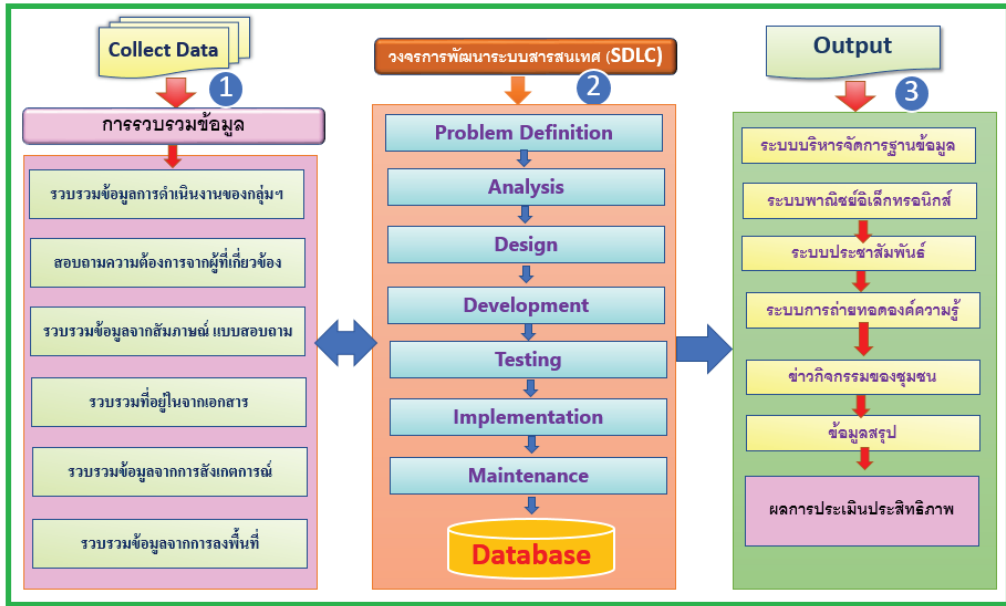 Collect Data
1
การรวบรวมข้อมูล
รวบรวมข้อมูลการดำเนินงานของกลุ่มฯ
สอบถามความต้องการจากผู้ที่เกี่ยวข้อง
รวบรวมข้อมูลจากสัมภาษณ์ แบบสอบถาม
รวบรวมที่อยู่ในจากเอกสาร
รวบรวมข้อมูลจากการสังเกตการณ์
รวบรวมข้อมูลจากการลงพื้นที่
วงจรการพัฒนาระบบสารสนเทศ (SDLC)
2
Problem Definition
Analysis
Design
Development
Testing
Implementation
Maintenance
Database
Output
3
ระบบบริหารจัดการฐานข้อมูล
ระบบพาณิชย์อิเล็กทรอนิกส์
ระบบประชาสัมพันธ์
ระบบการถ่ายทอดองค์ความรู้
ข่าวกิจกรรมของชุมชน
ข้อมูลสรุป
ผลการประเมินประสิทธิภาพ